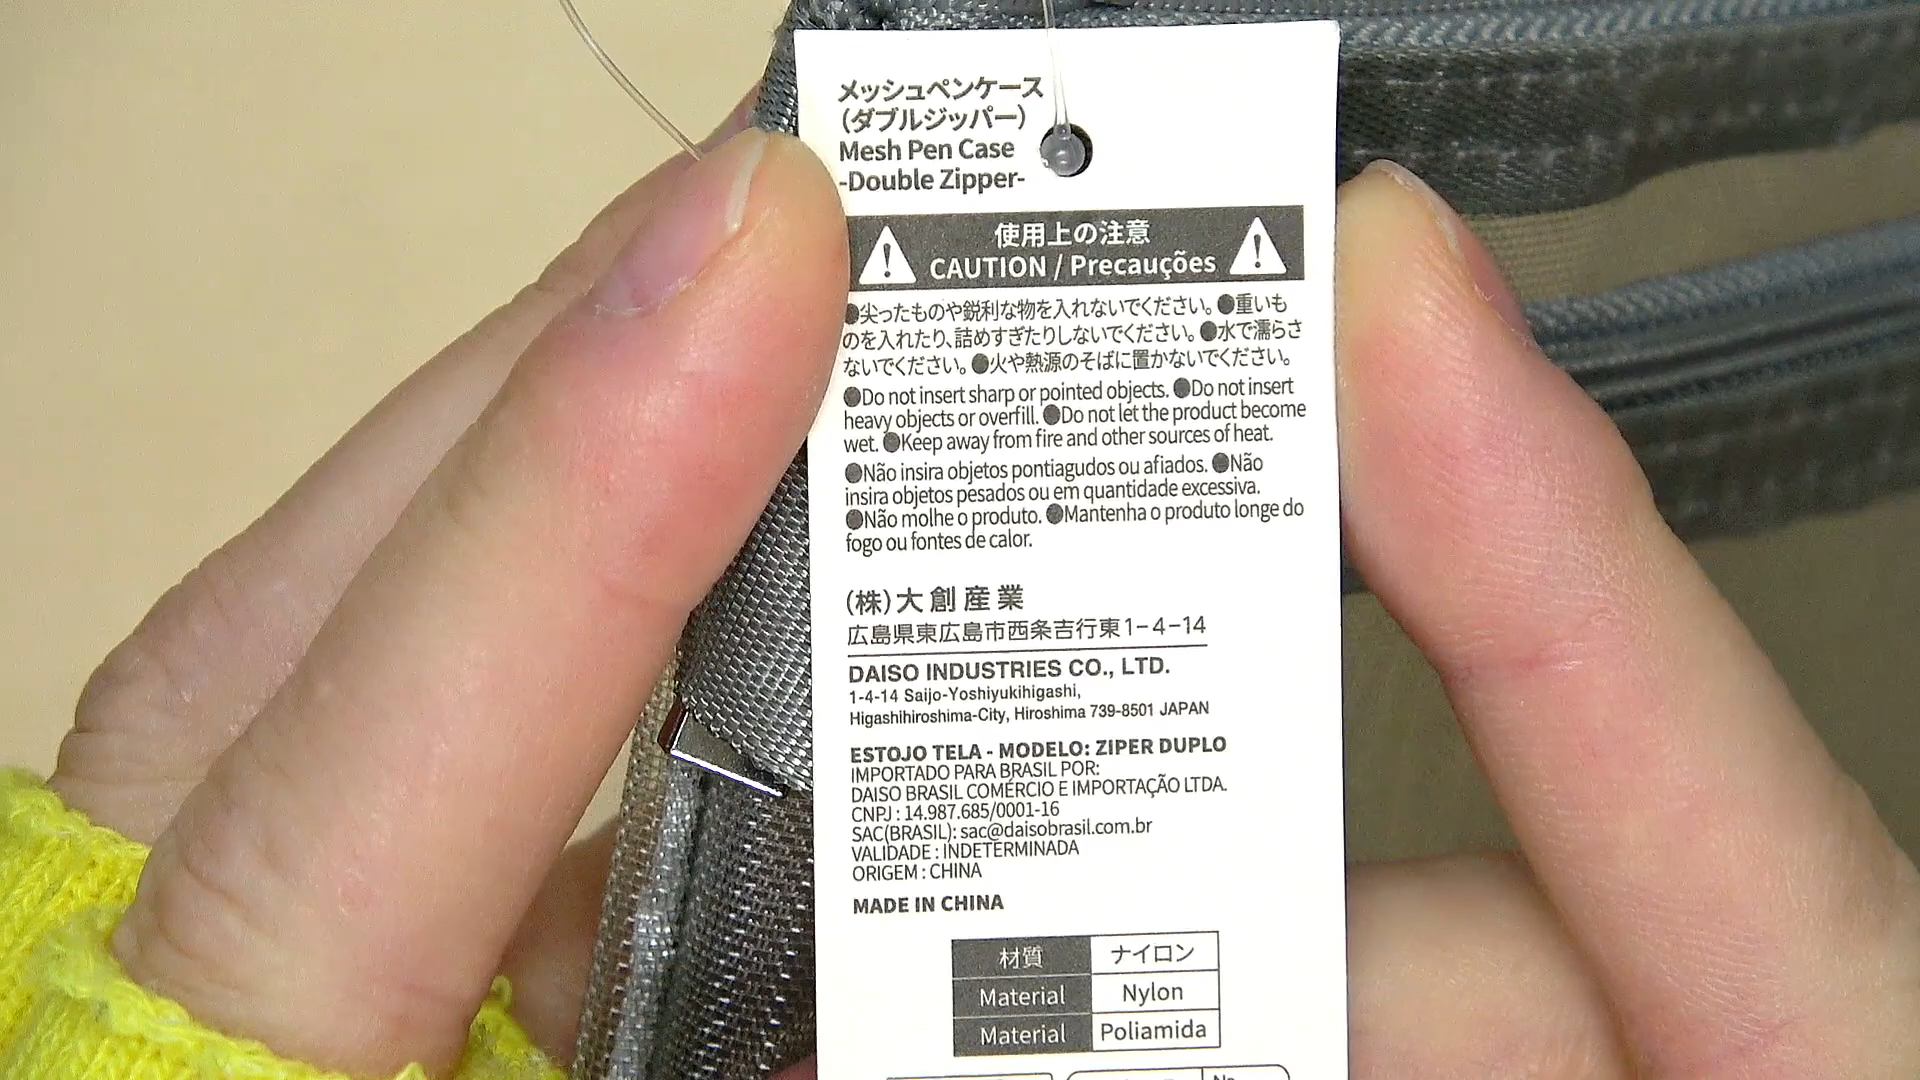 メッシュペンケース
(ダブルジッパー)
Mesh Pen Case
-Double Zipper-
使用上の注意
CAUTION / Precauções
●尖ったものや鋭利な物を入れないでください。●重いも
のを入れたり、詰めすぎたりしないでください。●水で濡らさ
ないでください。●火や熱源のそばに置かないでください。
●Do not insert sharp or pointed objects. ●Do not insert
heavy objects or overfill. ●Do not let the product become
wet. ●Keep away from fire and other sources of heat.
●Não insira objetos pontiagudos ou afiados. ●Não
insira objetos pesados ou em quantidade excessiva.
●Não molhe o produto. ●Mantenha o produto longe do
fogo ou fontes de calor.
(株)大創産業
広島県東広島市西条吉行東1-4-14
DAISO INDUSTRIES CO., LTD.
1-4-14 Saijo-Yoshiyukihigashi,
Higashihiroshima-City, Hiroshima 739-8501 JAPAN
ESTOJO TELA - MODELO: ZIPER DUPLO
IMPORTADO PARA BRASIL POR:
DAISO BRASIL COMÉRCIO E IMPORTAÇÃO LTDA.
CNPJ : 14.987.685/0001-16
SAC(BRASIL): sac@daisobrasil.com.br
VALIDADE : INDETERMINADA
ORIGEM : CHINA
MADE IN CHINA
材質 ナイロン
Material Nylon
Material Poliamida